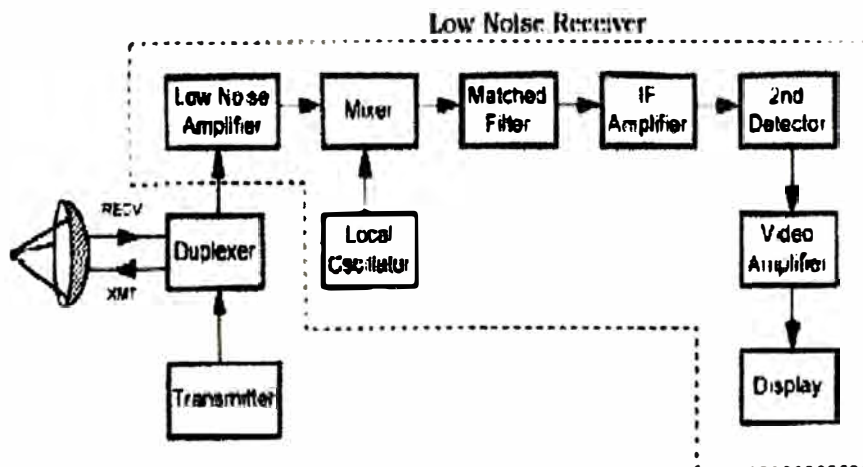 Low Noise Receiver
Low Noise
Amplifier
Mixer
Matched
Filter
IF
Amplifier
2nd
Detector
RECV
XMT
Duplexer
Local
Oscillator
Video
Amplifier
Transmitter
Display